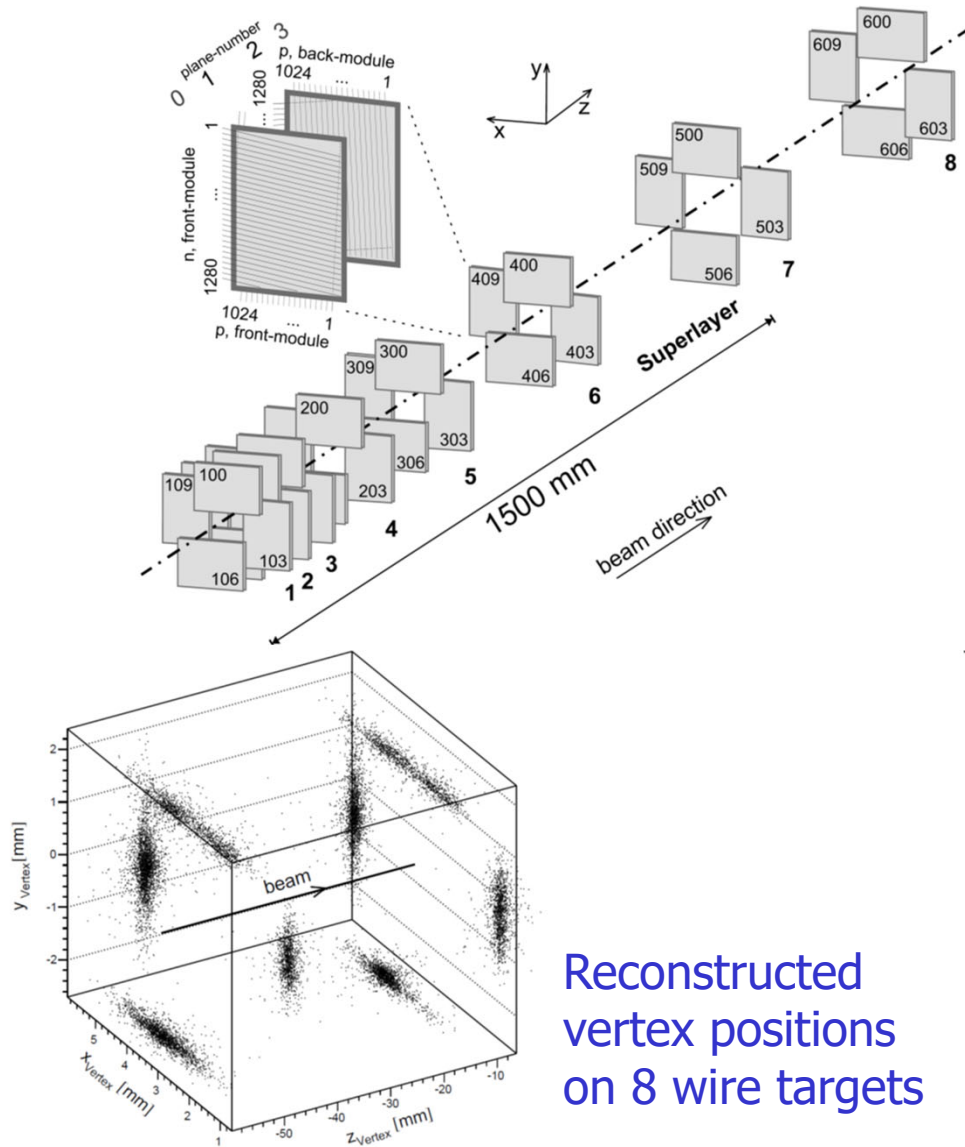 plane-number
0 1 2 3
p, back-module
1024 ... 1
1280
...
1
n, front-module
...
1280
1024 ... 1
p, front-module
y
x
z
600
609
603
606
8
500
509
503
506
7
409
400
403
406
6
Superlayer
309
300
303
306
5
200
203
4
1500 mm
beam direction
109
100
103
106
1
2
3
2
1
0
-1
-2
y Vertex [mm]
beam
5
4
3
2
1
x Vertex [mm]
-50
-40
-30
-20
-10
z Vertex [mm]
Reconstructed
vertex positions
on 8 wire targets